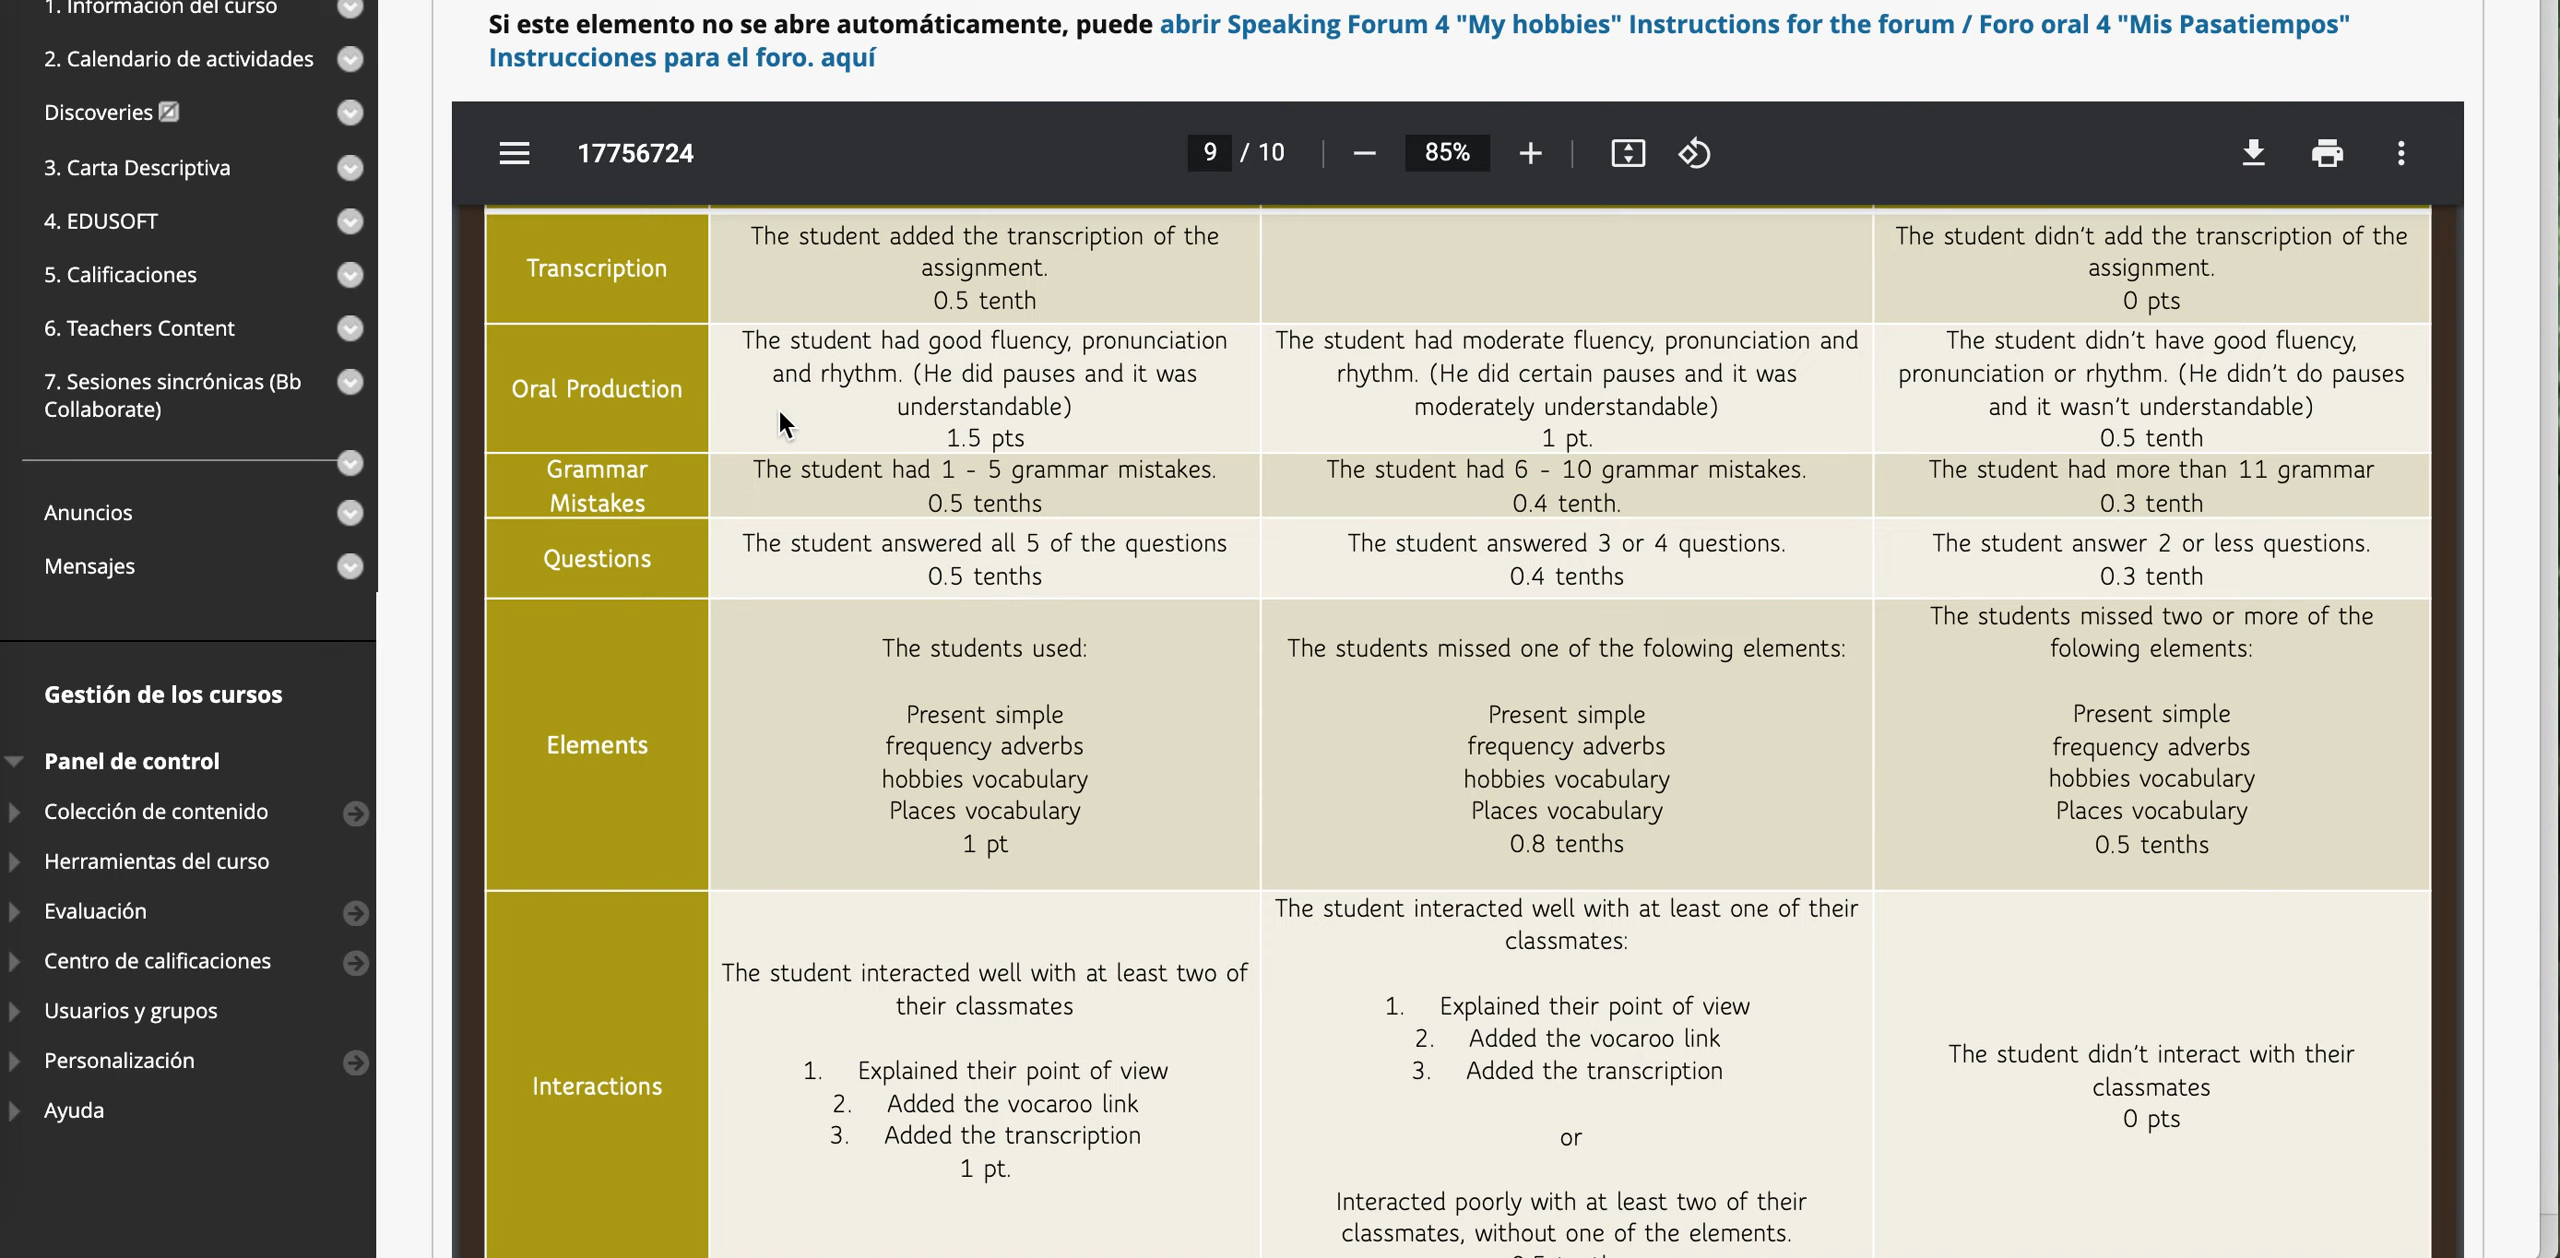 1. Información del curso
2. Calendario de actividades
Discoveries
3. Carta Descriptiva
4. EDUSOFT
5. Calificaciones
6. Teachers Content
7. Sesiones sincrónicas (Bb
Collaborate)
Anuncios
Mensajes
Gestión de los cursos
Panel de control
Colección de contenido
Herramientas del curso
Evaluación
Centro de calificaciones
Usuarios y grupos
Personalización
Ayuda
Si este elemento no se abre automáticamente, puede abrir Speaking Forum 4 "My hobbies" Instructions for the forum / Foro oral 4 "Mis Pasatiempos"
Instrucciones para el foro. aquí
17756724
9 / 10
85%
Transcription
The student added the transcription of the
assignment.
0.5 tenth
The student didn't add the transcription of the
assignment.
0 pts
Oral Production
The student had good fluency, pronunciation
and rhythm. (He did pauses and it was
understandable)
1.5 pts
The student had moderate fluency, pronunciation and
rhythm. (He did certain pauses and it was
moderately understandable)
1 pt.
The student didn't have good fluency,
pronunciation or rhythm. (He didn't do pauses
and it wasn't understandable)
0.5 tenth
Grammar
Mistakes
The student had 1 - 5 grammar mistakes.
0.5 tenths
The student had 6 - 10 grammar mistakes.
0.4 tenth.
The student had more than 11 grammar
0.3 tenth
Questions
The student answered all 5 of the questions
0.5 tenths
The student answered 3 or 4 questions.
0.4 tenths
The student answer 2 or less questions.
0.3 tenth
Elements
The students used:
Present simple
frequency adverbs
hobbies vocabulary
Places vocabulary
1 pt
The students missed one of the folowing elements:
Present simple
frequency adverbs
hobbies vocabulary
Places vocabulary
0.8 tenths
The students missed two or more of the
folowing elements:
Present simple
frequency adverbs
hobbies vocabulary
Places vocabulary
0.5 tenths
Interactions
The student interacted well with at least two of
their classmates
1. Explained their point of view
2. Added the vocaroo link
3. Added the transcription
1 pt.
The student interacted well with at least one of their
classmates:
1. Explained their point of view
2. Added the vocaroo link
3. Added the transcription
or
Interacted poorly with at least two of their
classmates, without one of the elements.
The student didn't interact with their
classmates
0 pts